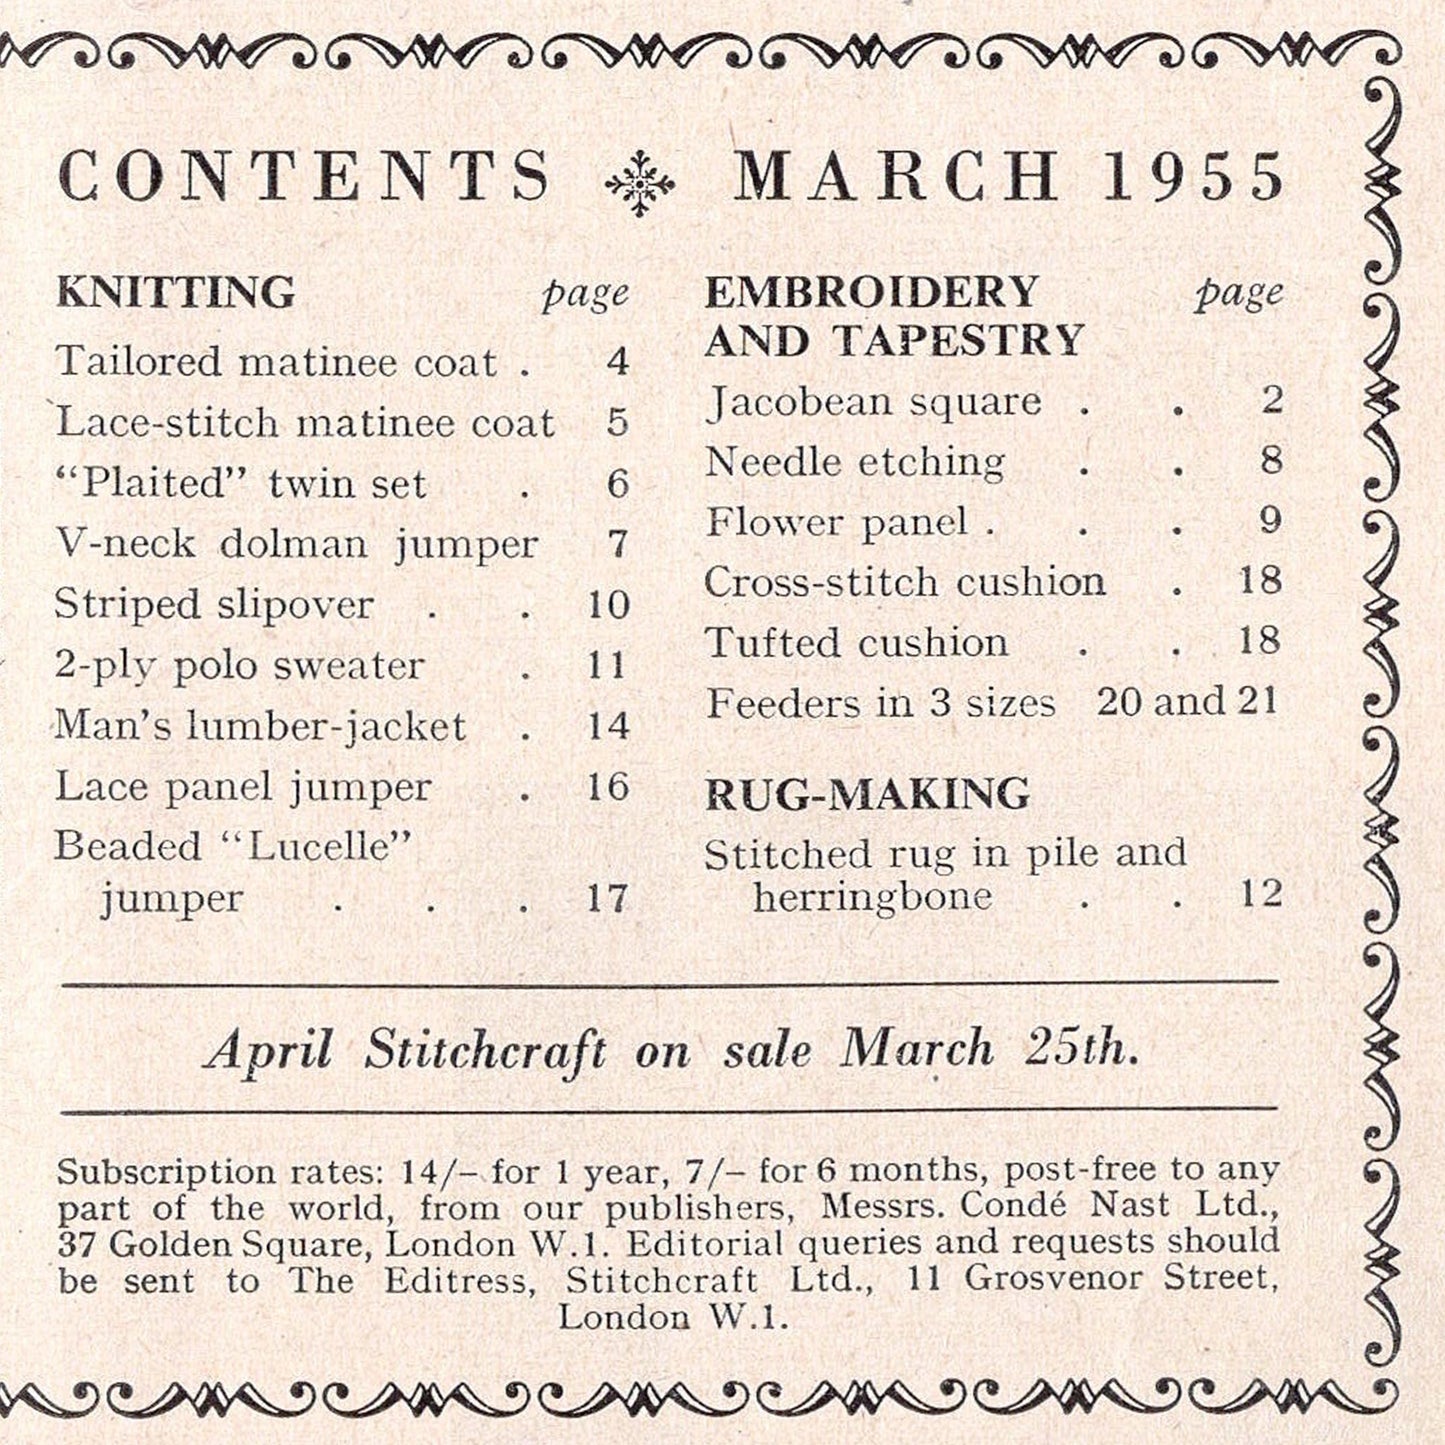 CONTENTS MARCH 1955
KNITTING page
Tailored matinee coat . 4
Lace-stitch matinee coat 5
“Plaited” twin set . 6
V-neck dolman jumper 7
Striped slipover . . 10
2-ply polo sweater . 11
Man’s lumber-jacket . 14
Lace panel jumper . 16
Beaded “Lucelle”
jumper . . . 17
EMBROIDERY page
AND TAPESTRY
Jacobean square . . 2
Needle etching . . 8
Flower panel . . . 9
Cross-stitch cushion . 18
Tufted cushion . . 18
Feeders in 3 sizes 20 and 21
RUG-MAKING
Stitched rug in pile and
herringbone . . 12
April Stitchcraft on sale March 25th.
Subscription rates: 14/– for 1 year, 7/– for 6 months, post-free to any
part of the world, from our publishers, Messrs. Condé Nast Ltd.,
37 Golden Square, London W.1. Editorial queries and requests should
be sent to The Editress, Stitchcraft Ltd., 11 Grosvenor Street,
London W.1.